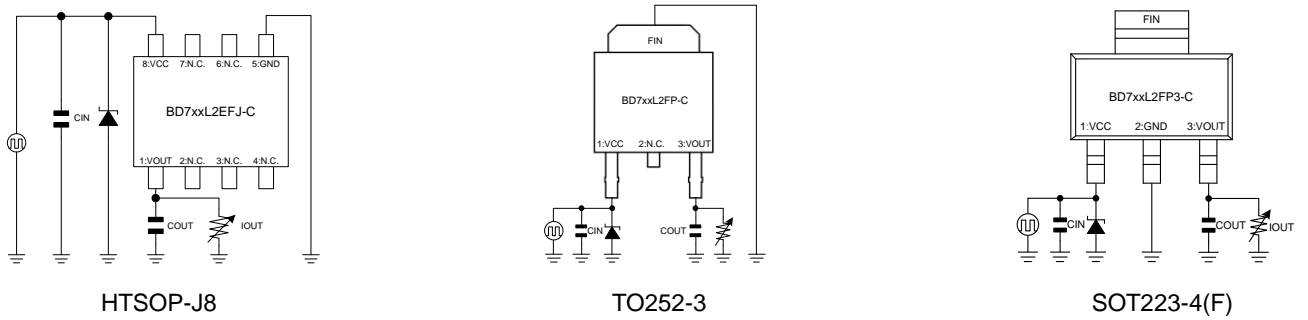 8:VCC 7:N.C. 6:N.C. 5:GND
BD7xxL2EFJ-C
CIN
1:VOUT 2:N.C. 3:N.C. 4:N.C.
COUT IOUT
HTSOP-J8
FIN
BD7xxL2FP-C
1:VCC 2:N.C. 3:VOUT
CIN COUT
TO252-3
FIN
BD7xxL2FP3-C
1:VCC 2:GND 3:VOUT
CIN COUT IOUT
SOT223-4(F)